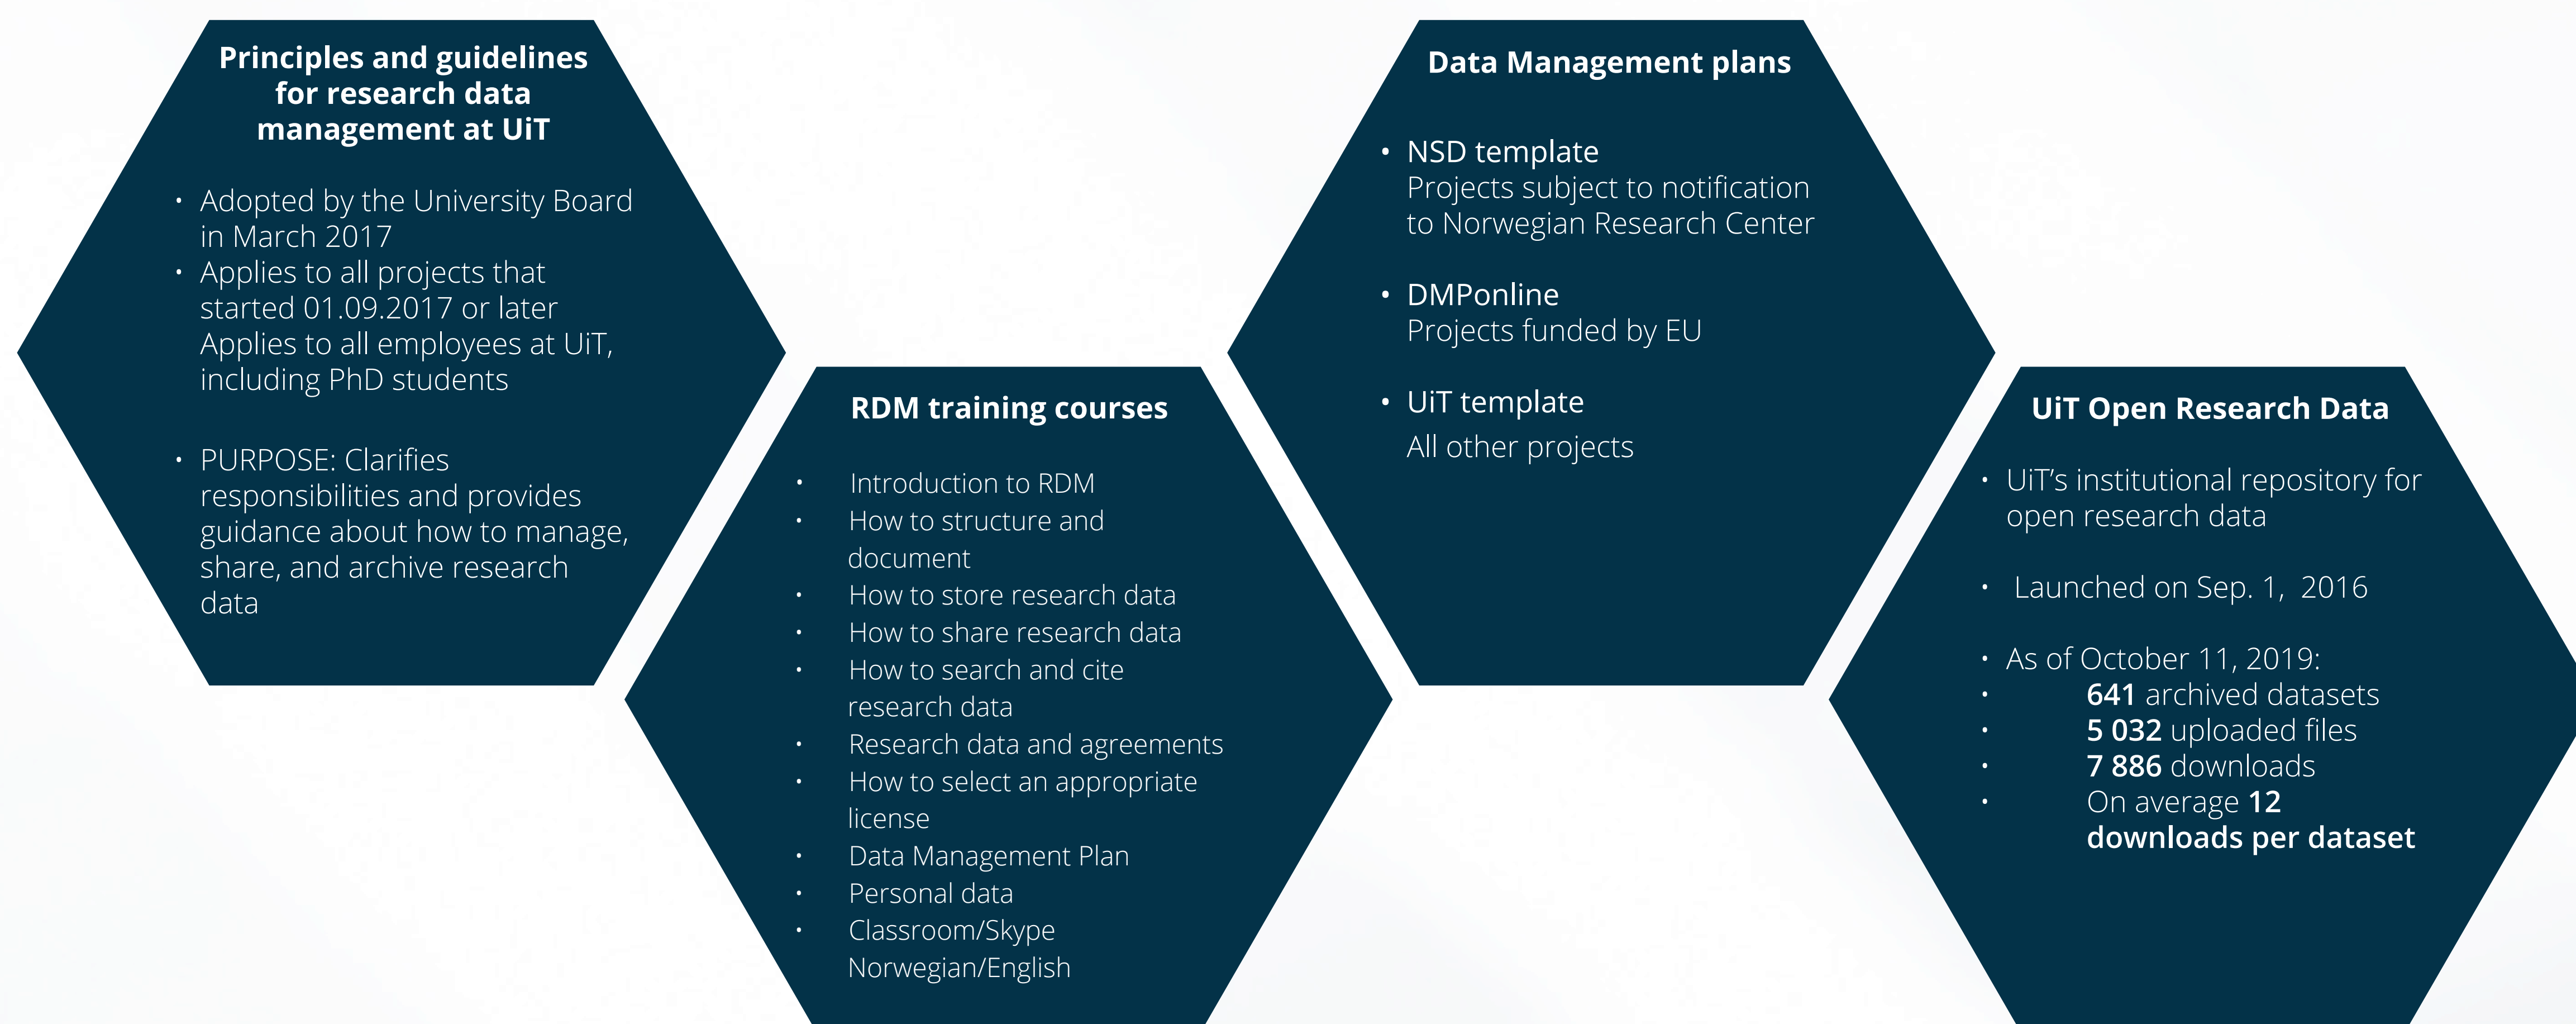 Principles and guidelines
for research data
management at UiT
• Adopted by the University Board
in March 2017
• Applies to all projects that
started 01.09.2017 or later
Applies to all employees at UiT,
including PhD students
• PURPOSE: Clarifies
responsibilities and provides
guidance about how to manage,
share, and archive research
data
RDM training courses
• Introduction to RDM
• How to structure and
document
• How to store research data
• How to share research data
• How to search and cite
research data
• Research data and agreements
• How to select an appropriate
license
• Data Management Plan
• Personal data
• Classroom/Skype
Norwegian/English
Data Management plans
• NSD template
Projects subject to notification
to Norwegian Research Center
• DMPonline
Projects funded by EU
• UiT template
All other projects
UiT Open Research Data
• UiT’s institutional repository for
open research data
• Launched on Sep. 1, 2016
• As of October 11, 2019:
• 641 archived datasets
• 5 032 uploaded files
• 7 886 downloads
• On average 12
downloads per dataset